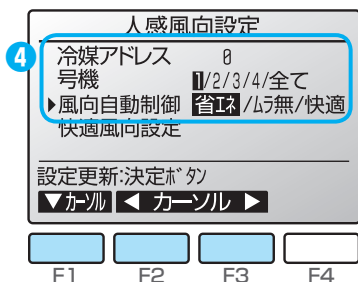 人感風向設定
4
冷媒アドレス 0
号機 1/2/3/4/全て
▶風向自動制御 省エネ/ムラ無/快適
快適風向設定
設定更新:決定ボタン
▼カーソル ◀ カーソル ▶
F1 F2 F3 F4